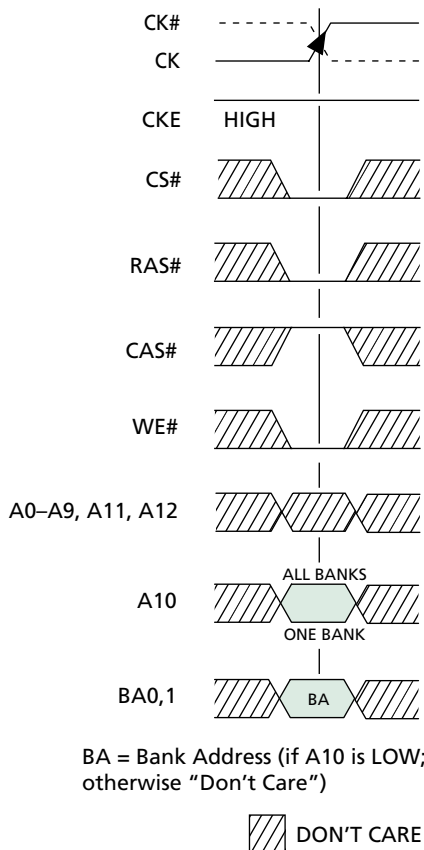 CK#
CK
CKE HIGH
CS#
RAS#
CAS#
WE#
A0–A9, A11, A12
ALL BANKS
A10
ONE BANK
BA0,1 BA
BA = Bank Address (if A10 is LOW;
otherwise “Don’t Care”)
DON’T CARE